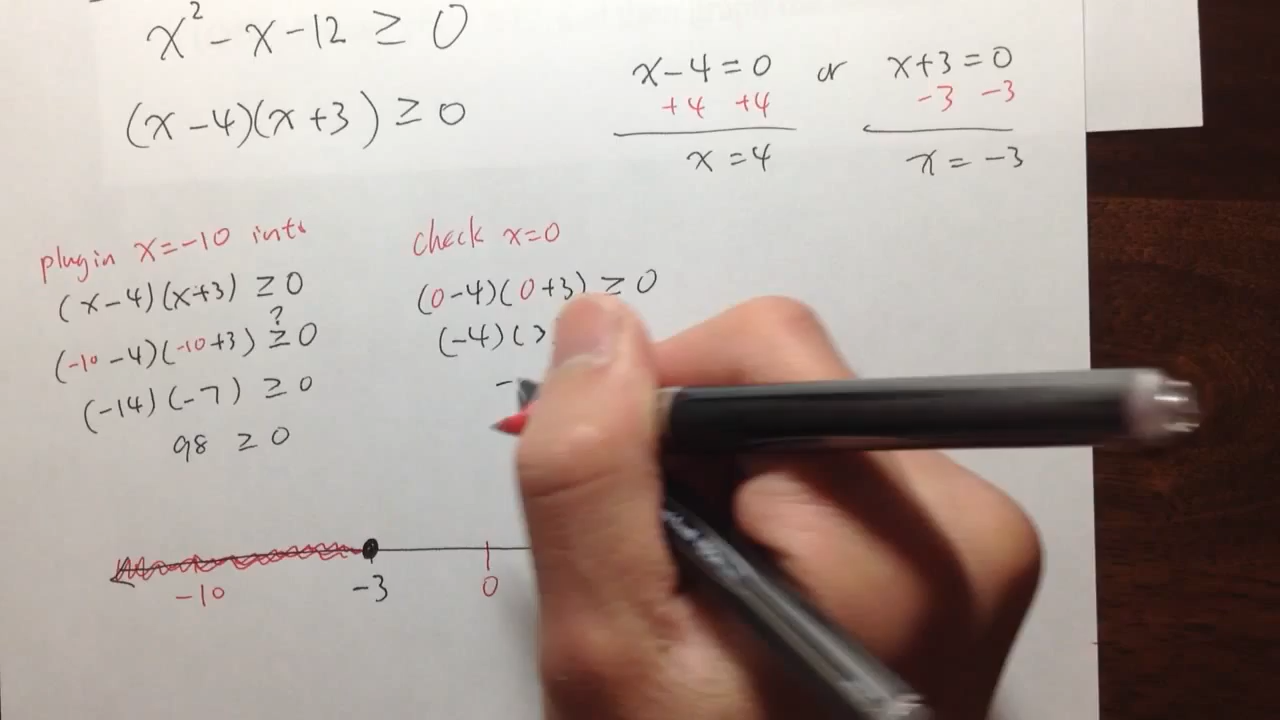 x² - x - 12 ≥ 0
(x - 4)(x + 3) ≥ 0
x - 4 = 0 or x + 3 = 0
+4 +4 -3 -3
x = 4 x = -3
plugin x = -10 into
(x - 4)(x + 3) ≥ 0
?
(-10 - 4)(-10 + 3) ≥ 0
(-14)(-7) ≥ 0
98 ≥ 0
check x = 0
(0 - 4)(0 + 3) ≥ 0
(-4)(
-
-10 -3 0